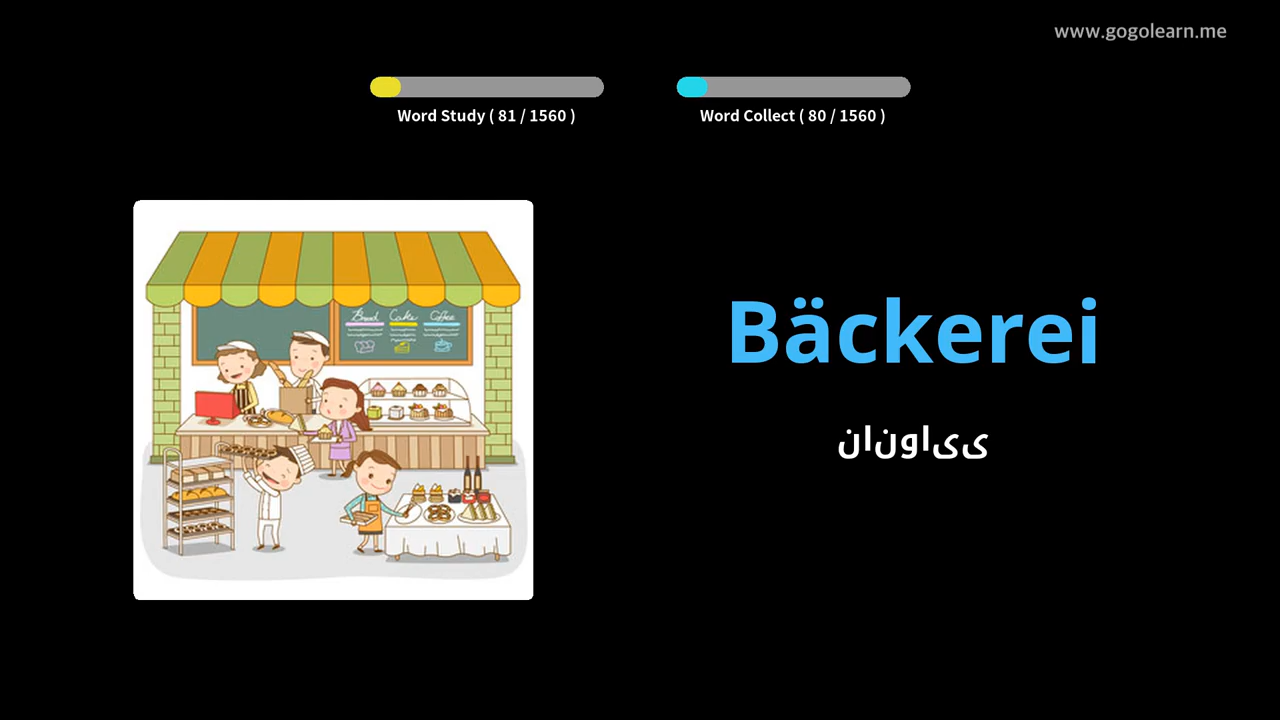 www.gogolearn.me
Word Study ( 81 / 1560 )
Word Collect ( 80 / 1560 )
Bread Cake Coffee
Bäckerei
نانوایی